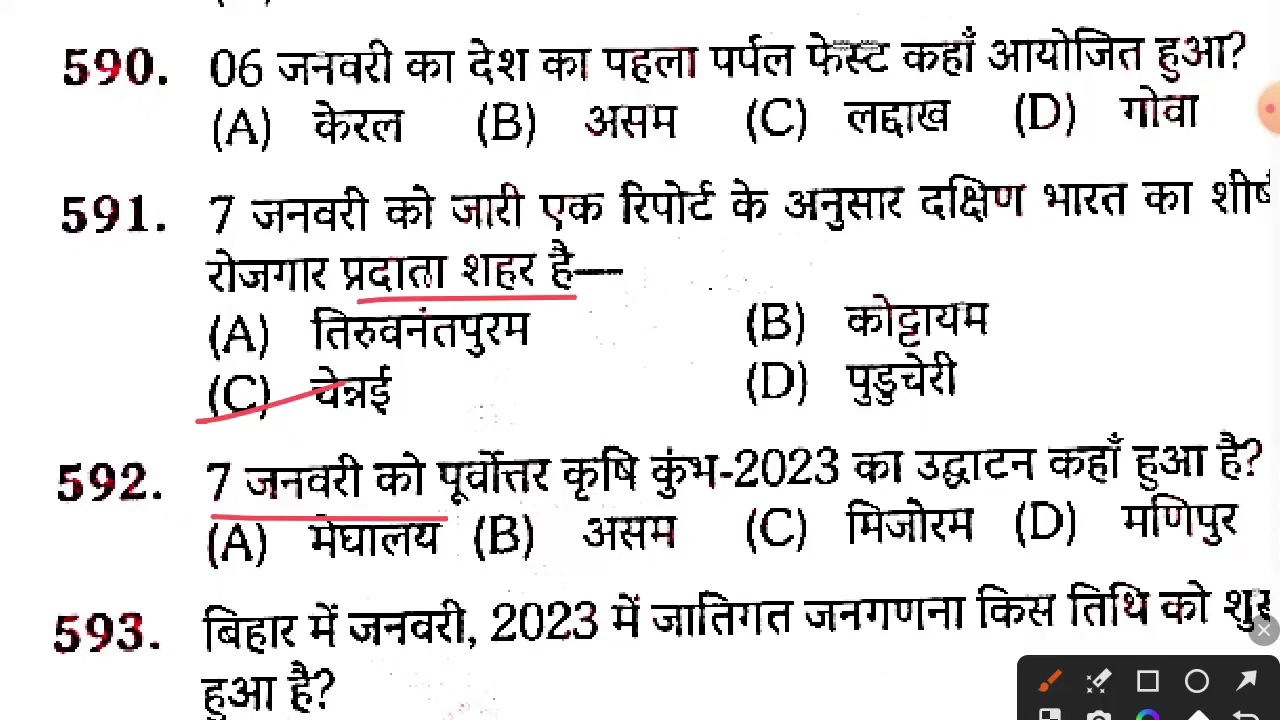 590. 06 जनवरी का देश का पहला पर्पल फेस्ट कहाँ आयोजित हुआ?
(A) केरल (B) असम (C) लद्दाख (D) गोवा
591. 7 जनवरी को जारी एक रिपोर्ट के अनुसार दक्षिण भारत का
रोजगार प्रदाता शहर है—
(A) तिरुवनंतपुरम (B) कोट्टायम
(C) चेन्नई (D) पुडुचेरी
592. 7 जनवरी को पूर्वोत्तर कृषि कुंभ-2023 का उद्घाटन कहाँ हुआ है?
(A) मेघालय (B) असम (C) मिजोरम (D) मणिपुर
593. बिहार में जनवरी, 2023 में जातिगत जनगणना किस तिथि को
हुआ है?